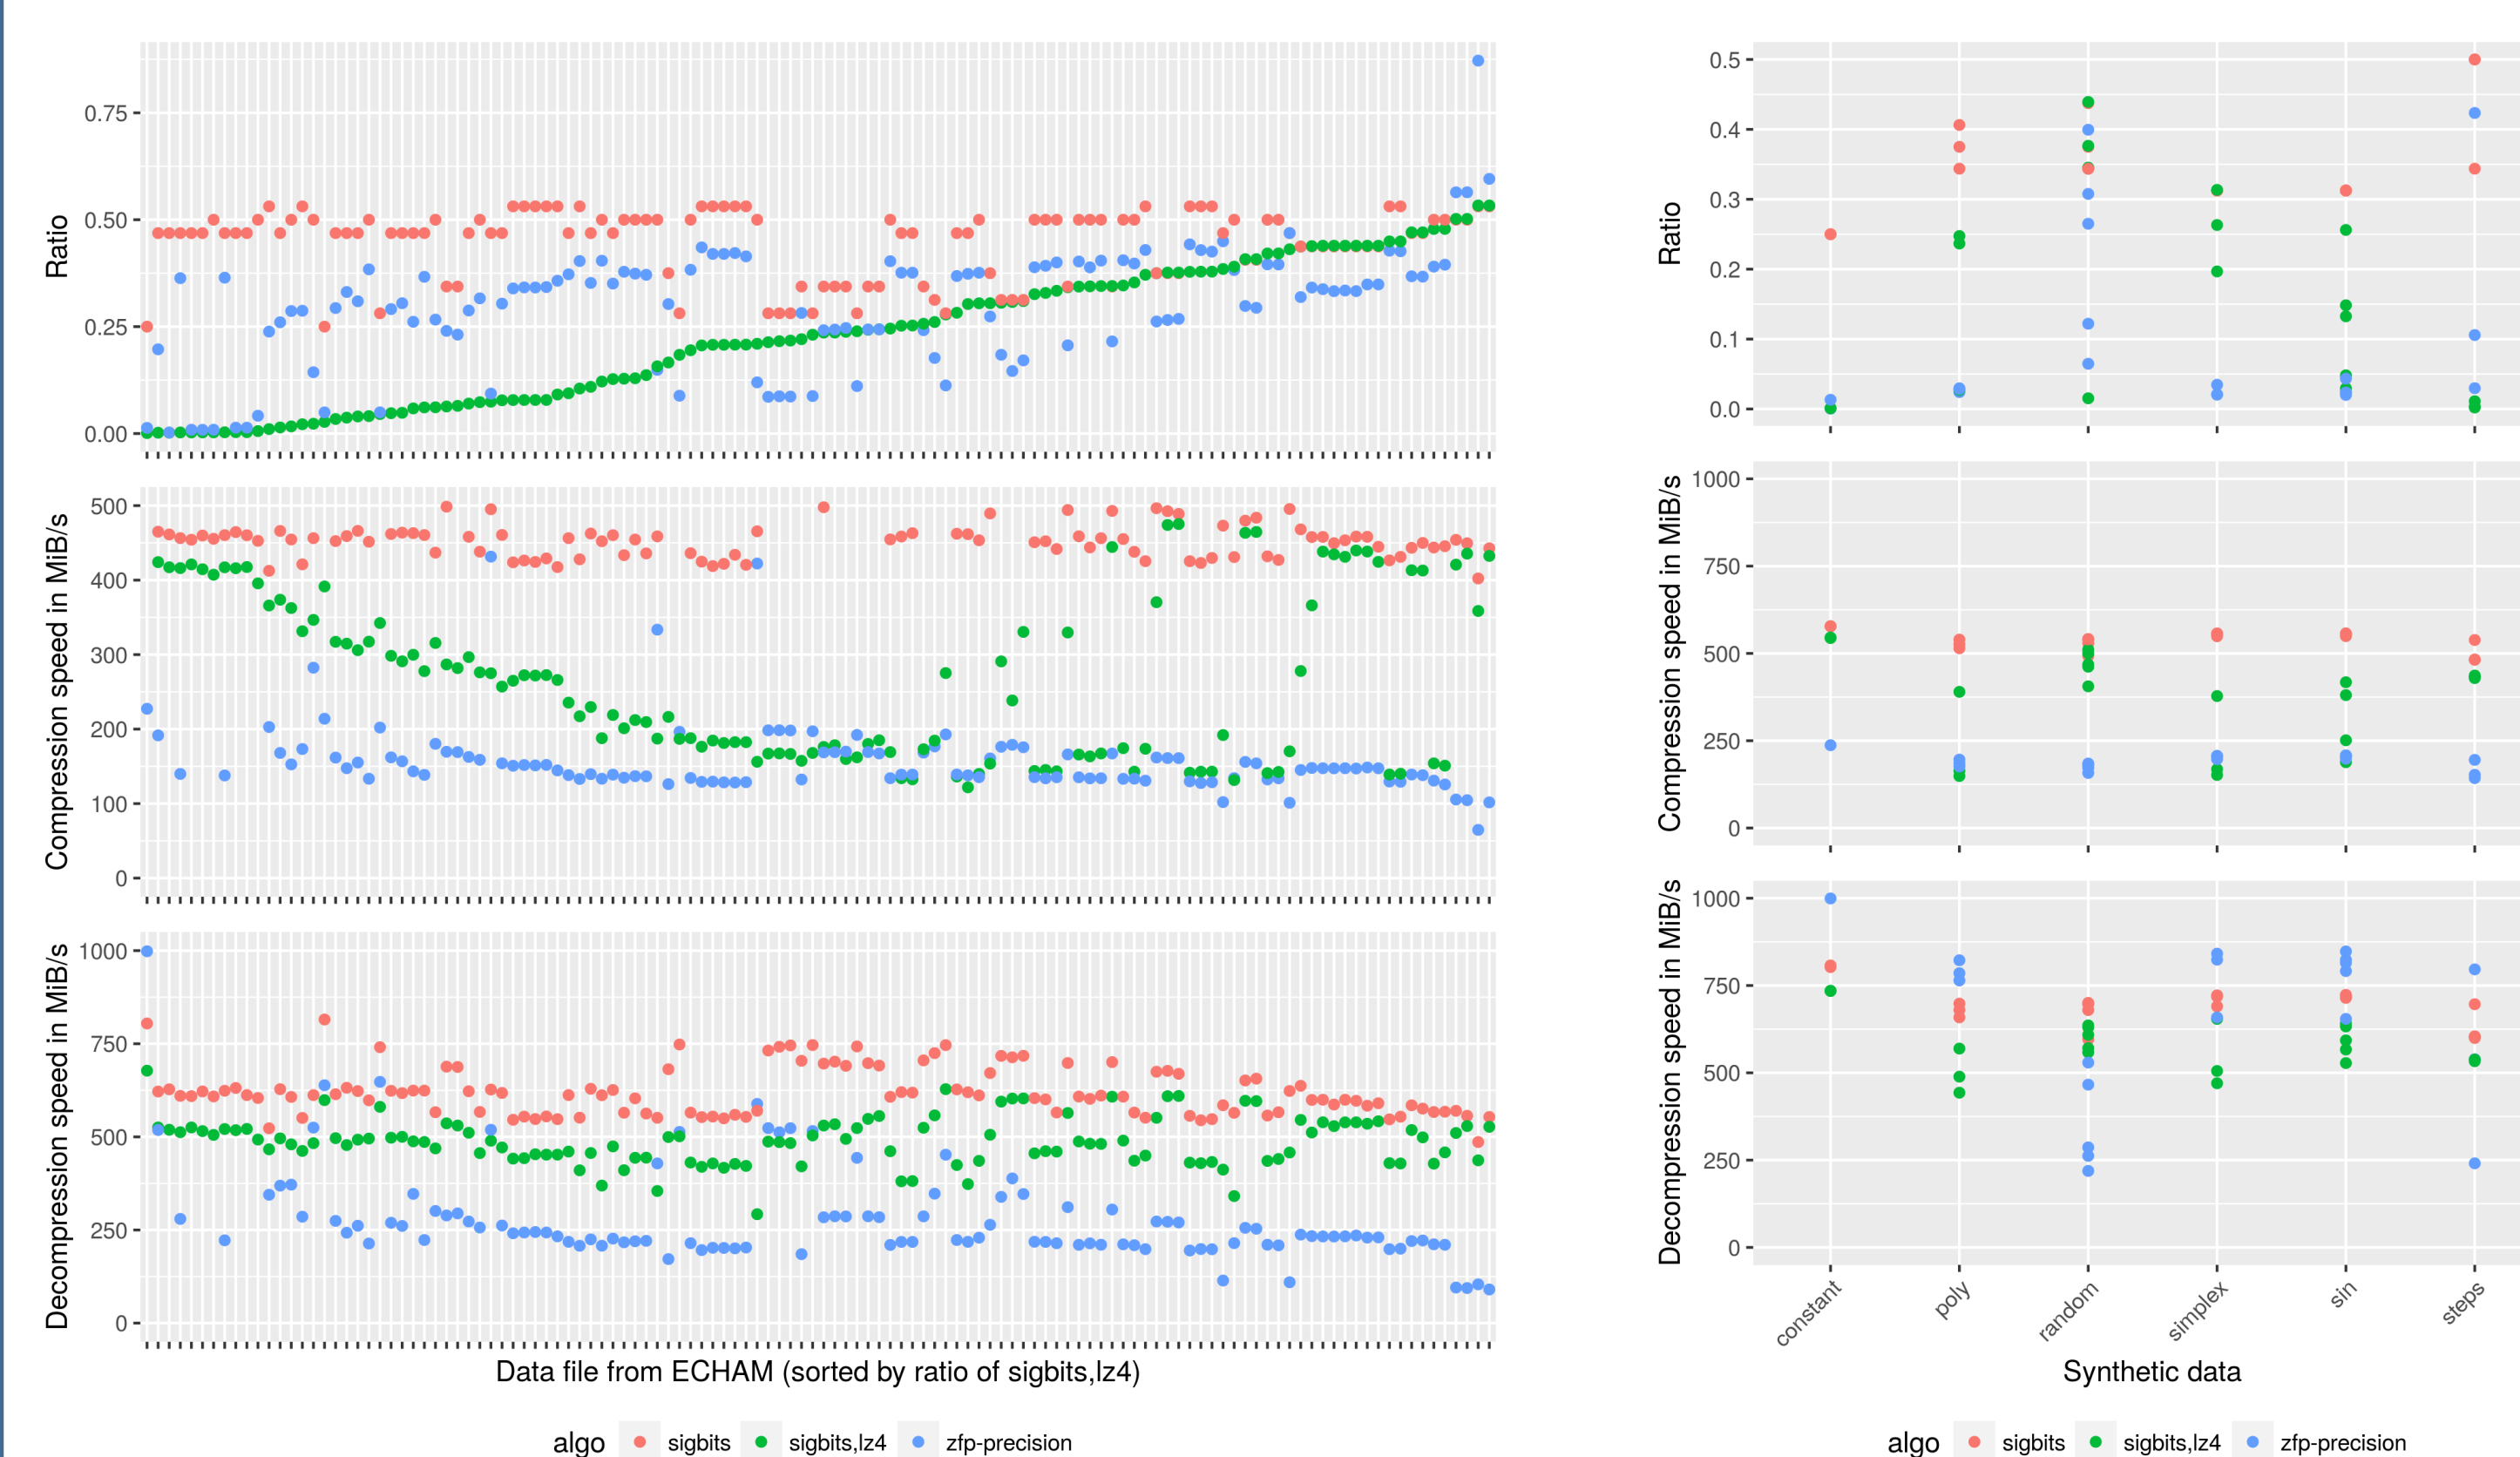 Ratio
0.75
0.50
0.25
0.00
Compression speed in MiB/s
500
400
300
200
100
0
Decompression speed in MiB/s
1000
750
500
250
0
Data file from ECHAM (sorted by ratio of sigbits,lz4)
algo sigbits sigbits,lz4 zfp-precision
Ratio
0.5
0.4
0.3
0.2
0.1
0.0
Compression speed in MiB/s
1000
750
500
250
0
Decompression speed in MiB/s
1000
750
500
250
0
constant poly random simplex sin steps
Synthetic data
algo sigbits sigbits,lz4 zfp-precision